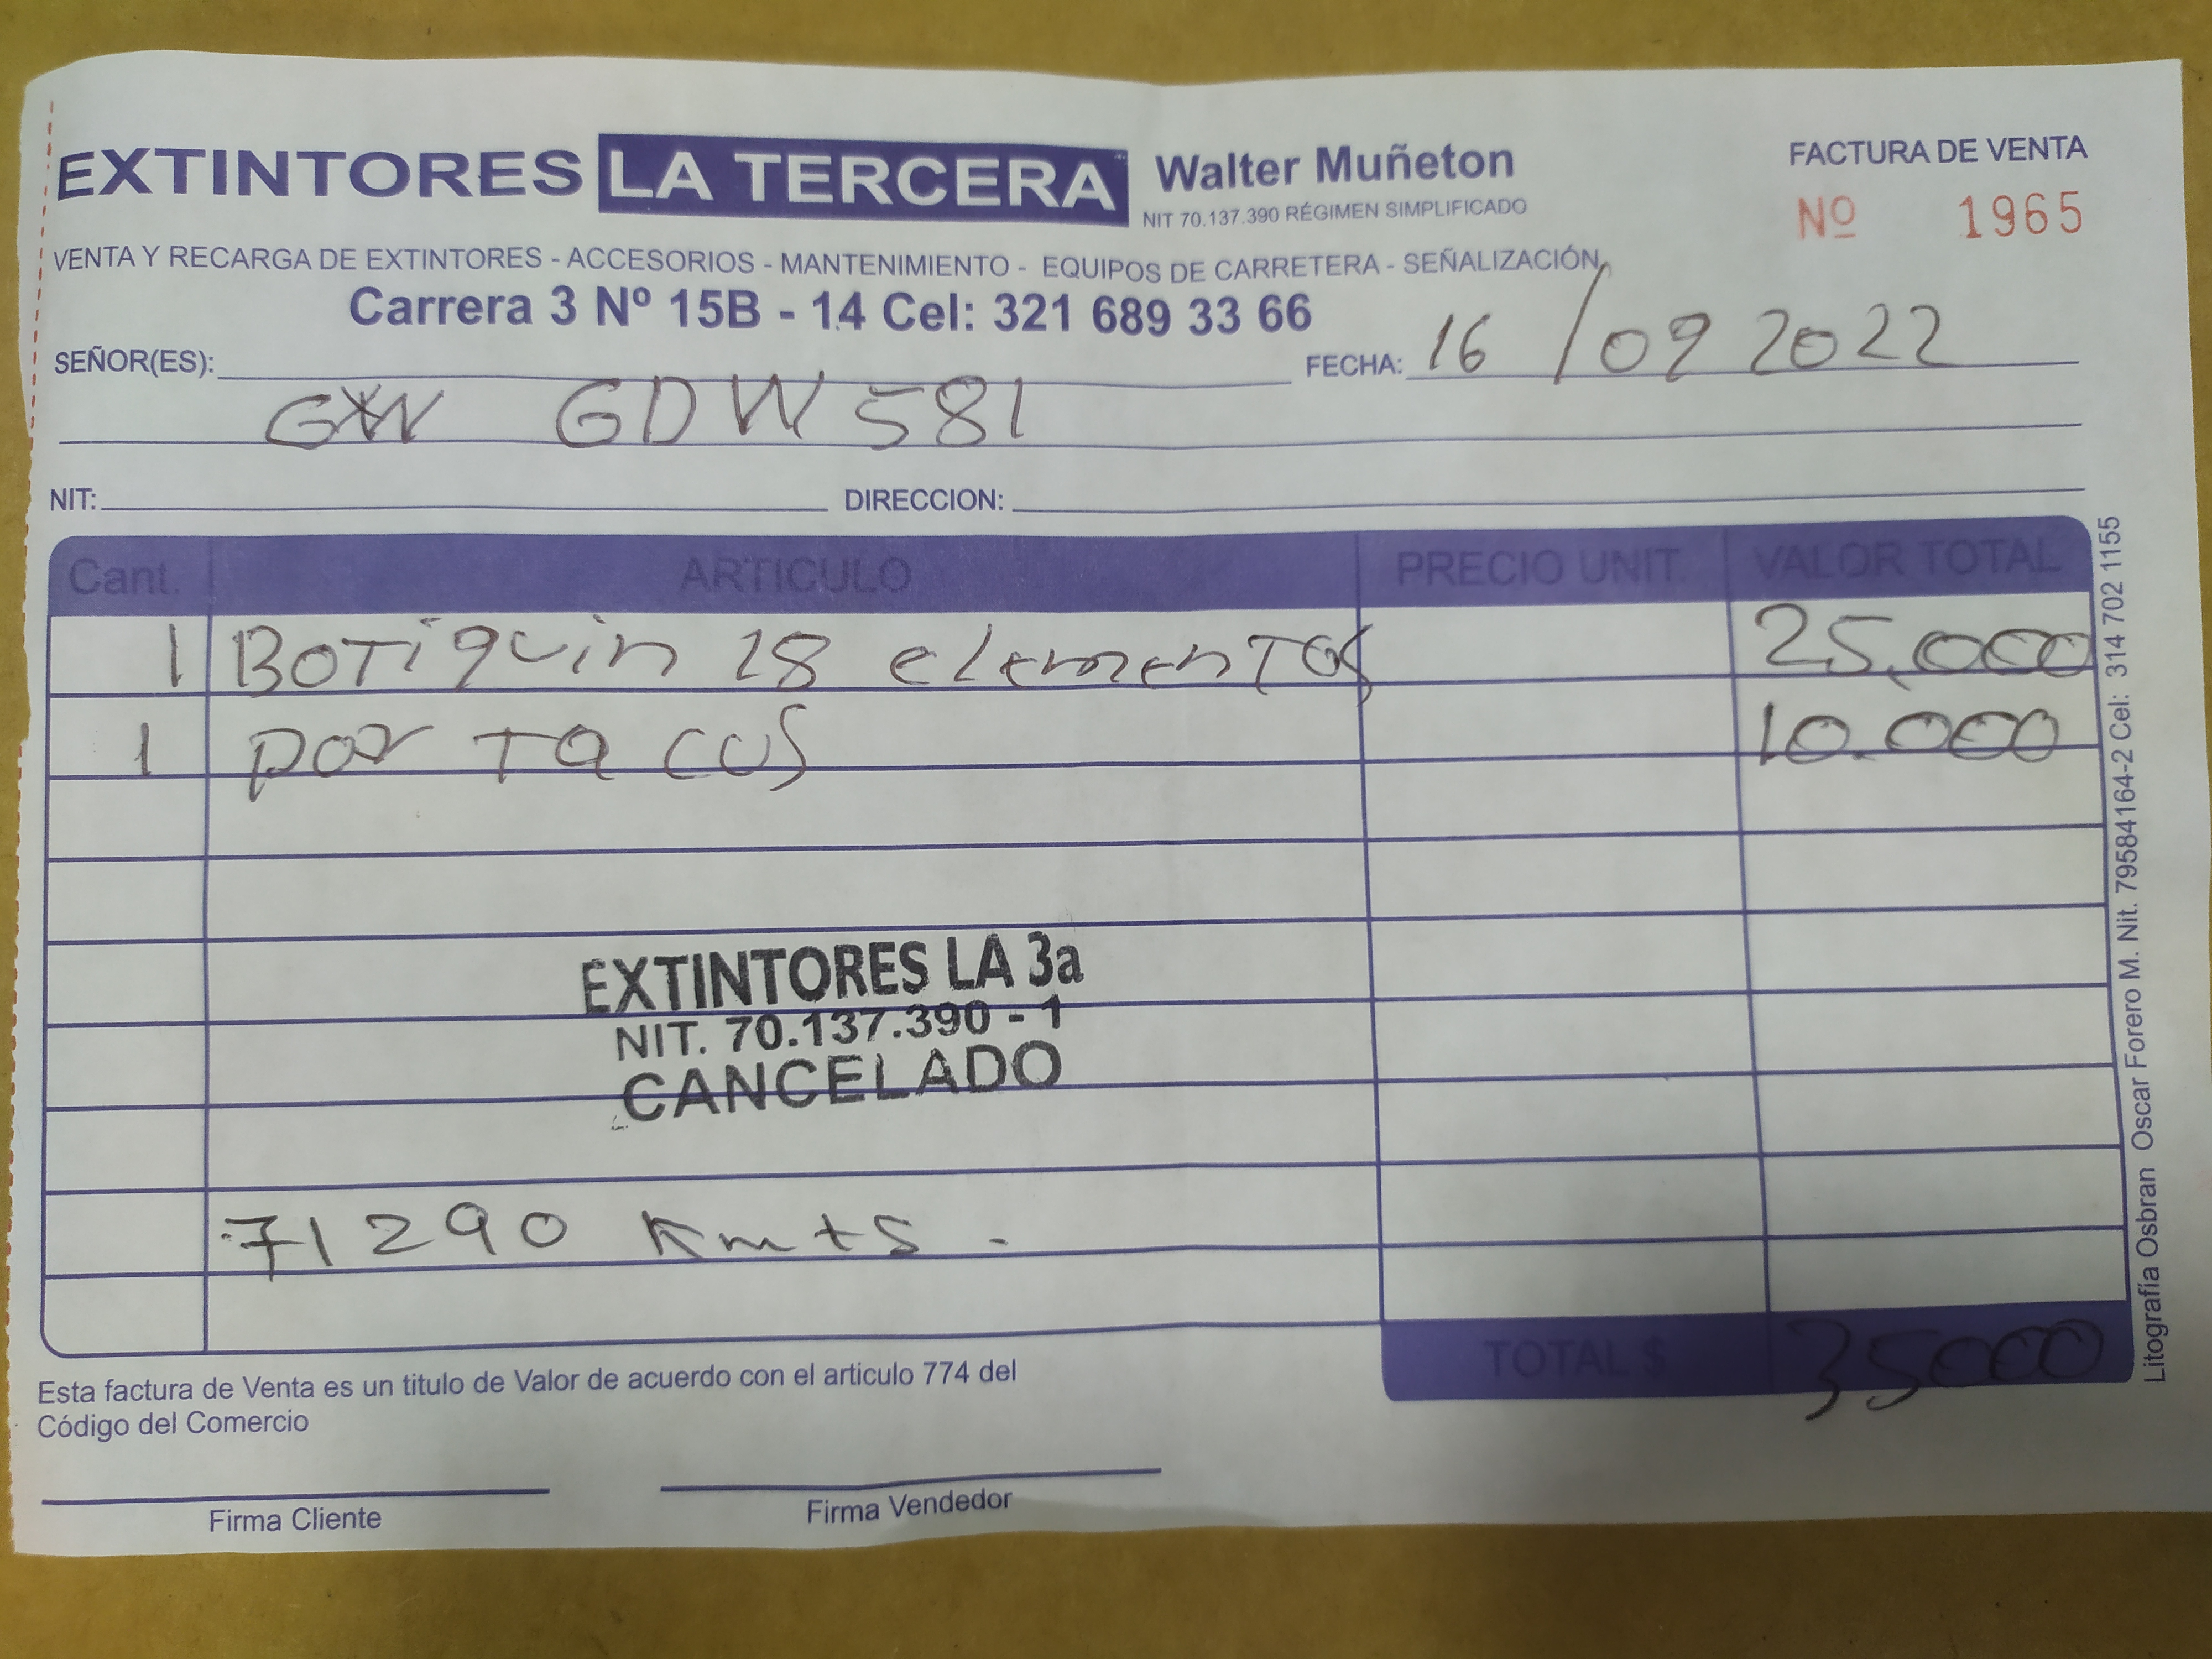 EXTINTORES LA TERCERA Walter Muñeton
NIT 70.137.390 RÉGIMEN SIMPLIFICADO
FACTURA DE VENTA
Nº 1965
VENTA Y RECARGA DE EXTINTORES - ACCESORIOS - MANTENIMIENTO - EQUIPOS DE CARRETERA - SEÑALIZACIÓN
Carrera 3 Nº 15B - 14 Cel: 321 689 33 66
SEÑOR(ES): FECHA: 16 / 09 2022
GDW 581
NIT: DIRECCION:
Cant. ARTICULO PRECIO UNIT. VALOR TOTAL
1 BOTiquin 28 elemenTOS 25.000
1 por TA CUS 10.000
EXTINTORES LA 3a
NIT. 70.137.390 - 1
CANCELADO
71290 Kmts.
TOTAL $ 35000
Esta factura de Venta es un titulo de Valor de acuerdo con el articulo 774 del
Código del Comercio
Firma Cliente Firma Vendedor
Litografía Osbran Oscar Forero M. Nit. 79584164-2 Cel: 314 702 1155